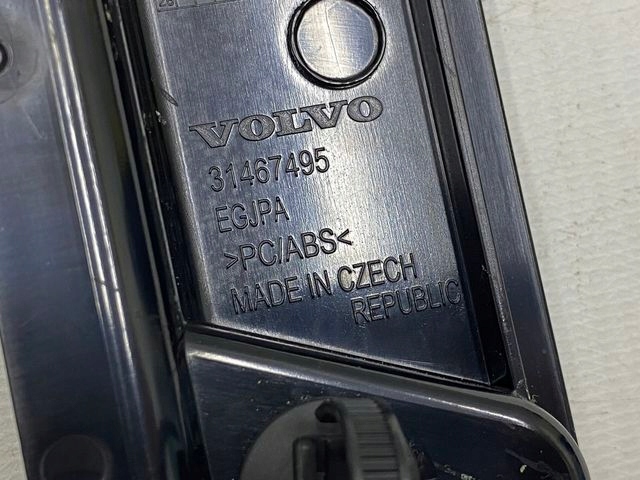 VOLVO
31467495
EGJPA
>PC/ABS<
MADE IN CZECH
REPUBLIC